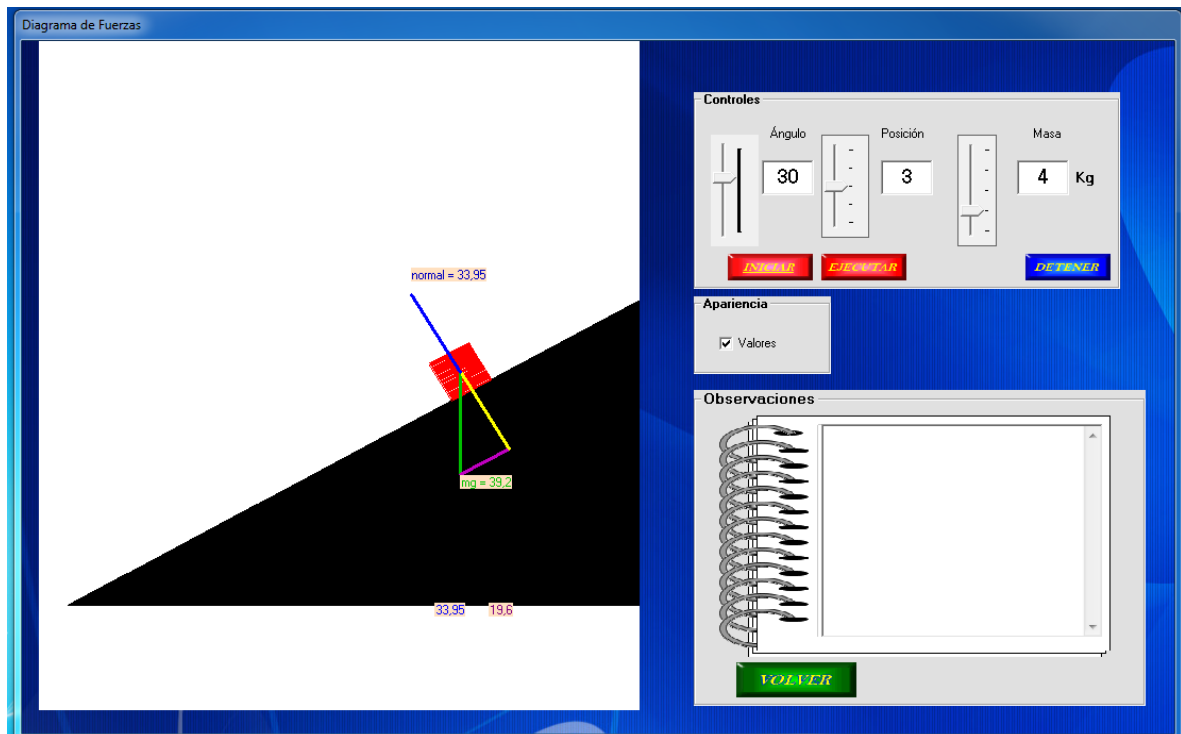 Diagrama de Fuerzas
Controles
Ángulo
Posición
Masa
30
3
4
Kg
INICIAR
EJECUTAR
DETENER
normal = 33,95
Apariencia
Valores
Observaciones
mg = 39,2
33,95
19,6
VOLVER